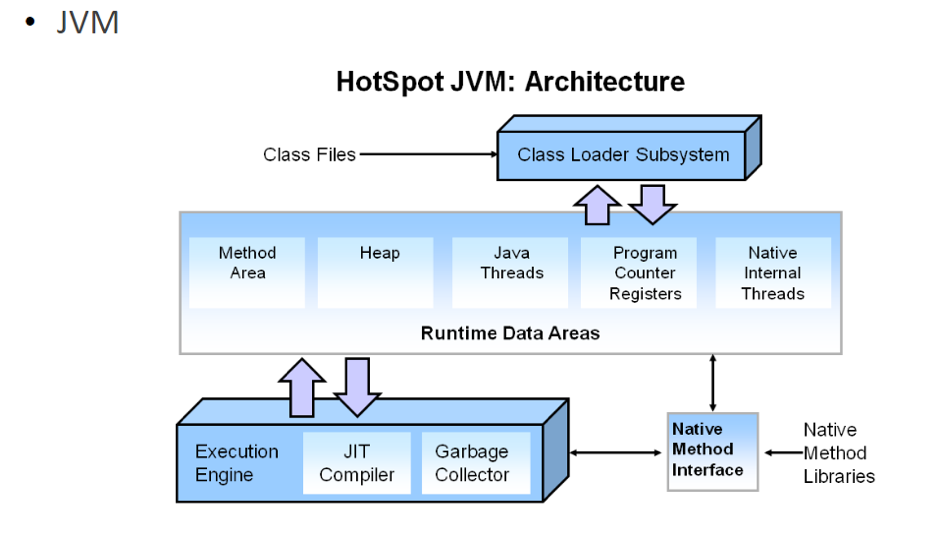 • JVM
HotSpot JVM: Architecture
Class Files
Class Loader Subsystem
Method
Area
Heap
Java
Threads
Program
Counter
Registers
Native
Internal
Threads
Runtime Data Areas
Execution
Engine
JIT
Compiler
Garbage
Collector
Native
Method
Interface
Native
Method
Libraries